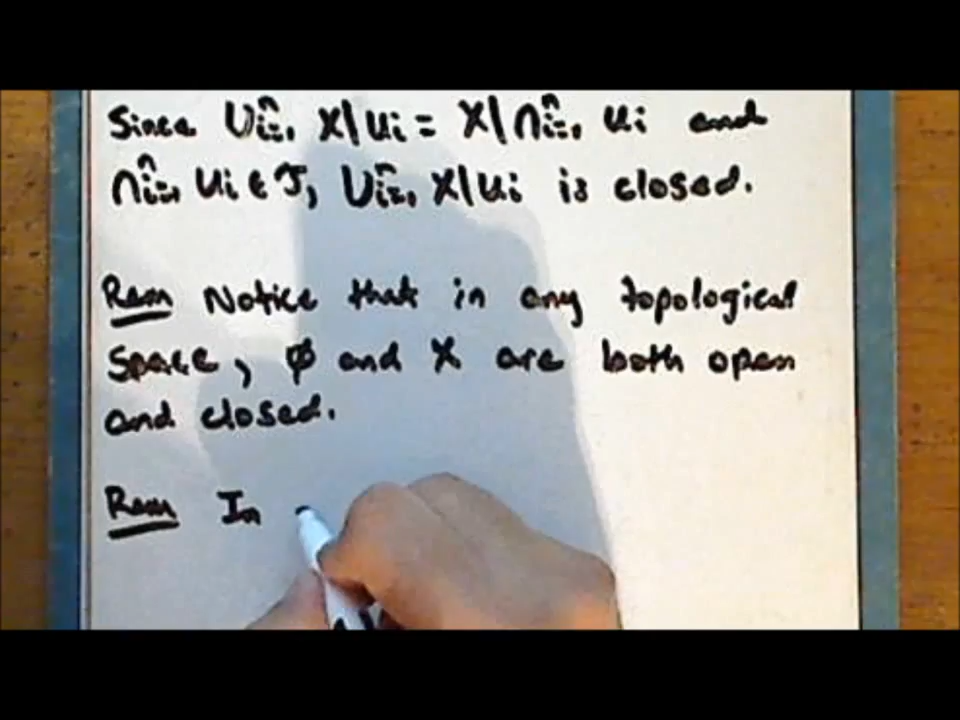 Since ∪ⁿᵢ₌₁ X\Uᵢ = X\∩ⁿᵢ₌₁ Uᵢ and
∩ⁿᵢ₌₁ Uᵢ ∈ J, ∪ⁿᵢ₌₁ X\Uᵢ is closed.
Rem Notice that in any topological
space, ∅ and X are both open
and closed.
Rem In